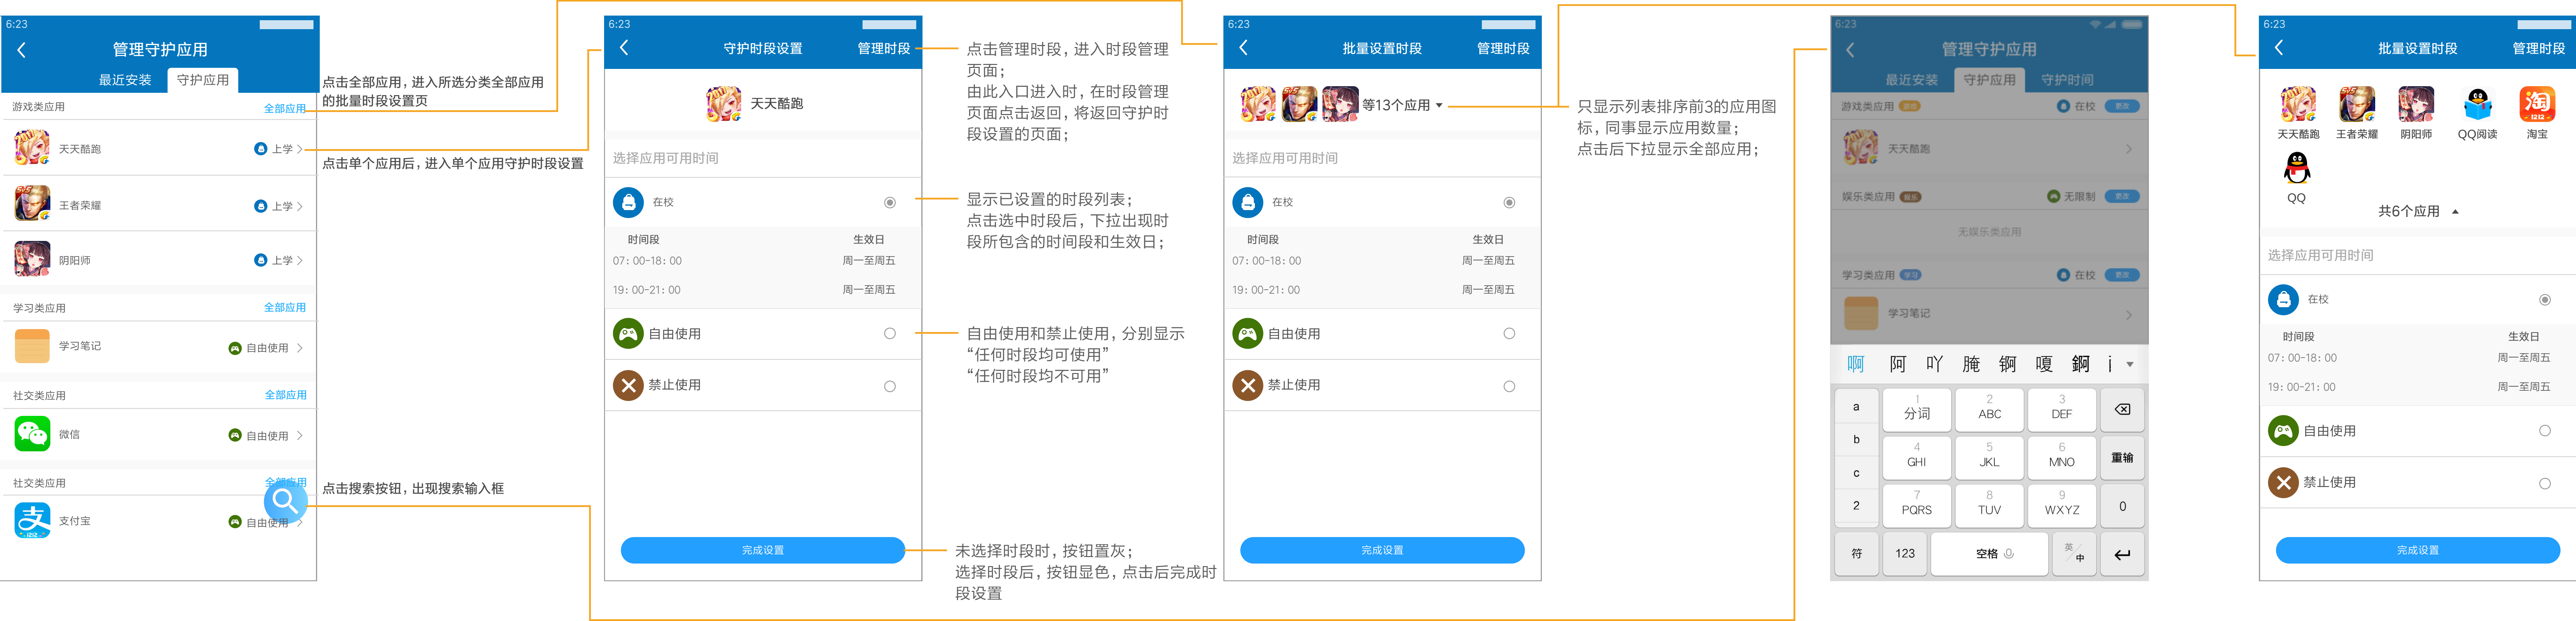 6:23
管理守护应用
最近安装 守护应用
游戏类应用 全部应用
天天酷跑 上学
王者荣耀 上学
阴阳师 上学
学习类应用 全部应用
学习笔记 自由使用
社交类应用 全部应用
微信 自由使用
社交类应用 全部应用
支付宝 自由使用
点击全部应用，进入所选分类全部应用
的批量时段设置页
点击单个应用后，进入单个应用守护时段设置
点击搜索按钮，出现搜索输入框
6:23
守护时段设置 管理时段
天天酷跑
选择应用可用时间
在校
时间段 生效日
07：00-18：00 周一至周五
19：00-21：00 周一至周五
自由使用
禁止使用
完成设置
点击管理时段，进入时段管理
页面；
由此入口进入时，在时段管理
页面点击返回，将返回守护时
段设置的页面；
显示已设置的时段列表；
点击选中时段后，下拉出现时
段所包含的时间段和生效日；
自由使用和禁止使用，分别显示
“任何时段均可使用”
“任何时段均不可用”
未选择时段时，按钮置灰；
选择时段后，按钮显色，点击后完成时
段设置
6:23
批量设置时段 管理时段
等13个应用
选择应用可用时间
在校
时间段 生效日
07：00-18：00 周一至周五
19：00-21：00 周一至周五
自由使用
禁止使用
完成设置
只显示列表排序前3的应用图
标，同事显示应用数量；
点击后下拉显示全部应用；
6:23
管理守护应用
最近安装 守护应用 守护时间
游戏类应用 游戏 在校 更改
天天酷跑
娱乐类应用 娱乐 无限制 更改
无娱乐类应用
学习类应用 学习 在校 更改
学习笔记
啊 阿 吖 腌 锕 嗄 錒
a 1 分词 2 ABC 3 DEF
b 4 GHI 5 JKL 6 MNO 重输
c 7 PQRS 8 TUV 9 WXYZ 0
2
符 123 空格 英/中
6:23
批量设置时段 管理时段
天天酷跑 王者荣耀 阴阳师 QQ阅读 淘宝
QQ
共6个应用
选择应用可用时间
在校
时间段 生效日
07：00-18：00 周一至周五
19：00-21：00 周一至周五
自由使用
禁止使用
完成设置